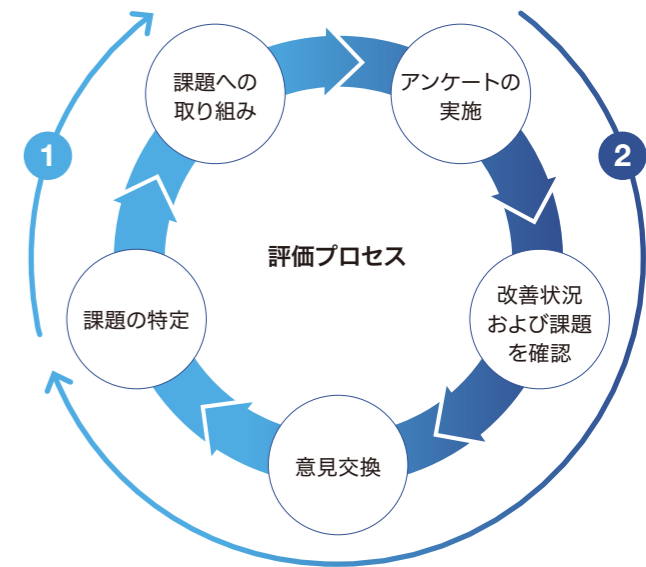 課題への
取り組み
アンケートの
実施
1
2
評価プロセス
改善状況
および課題
を確認
課題の特定
意見交換